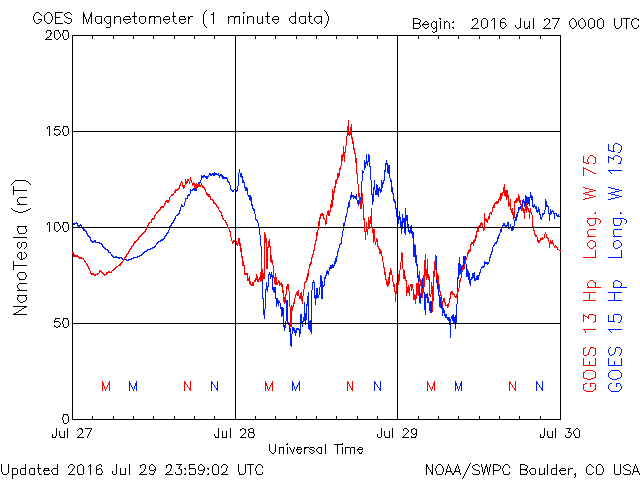 GOES Magnetometer (1 minute data)
Begin: 2016 Jul 27 0000 UTC
200
150
100
50
0
NanoTesla (nT)
M M N N M M N N M M N N
Jul 27 Jul 28 Jul 29 Jul 30
Universal Time
GOES 13 Hp Long. W 75
GOES 15 Hp Long. W 135
Updated 2016 Jul 29 23:59:02 UTC
NOAA/SWPC Boulder, CO USA